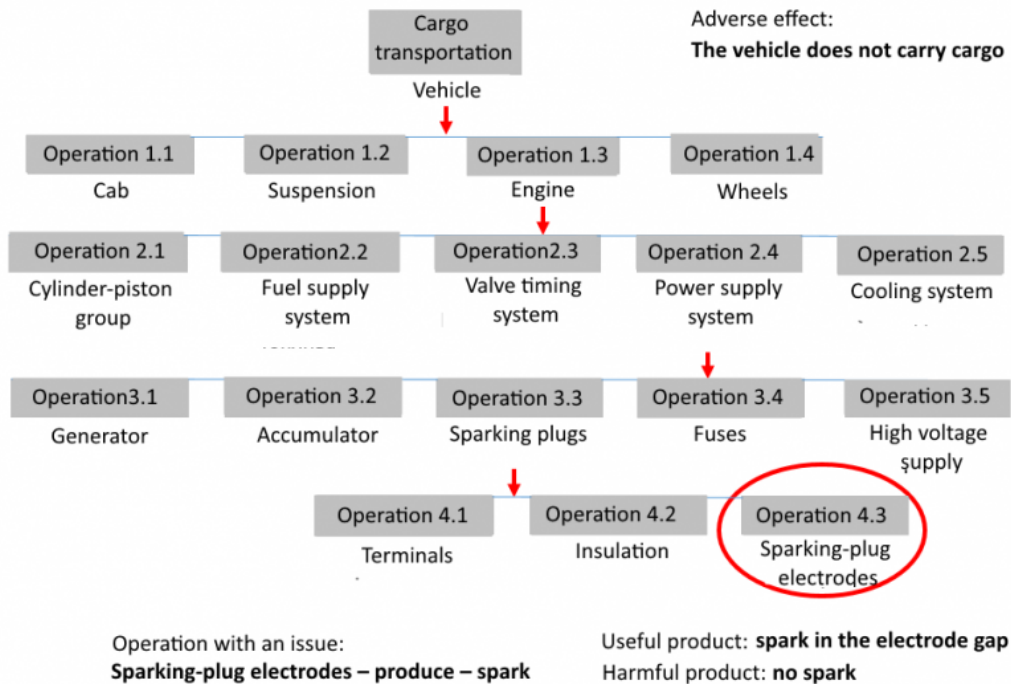 Cargo
transportation
Vehicle
Adverse effect:
The vehicle does not carry cargo
Operation 1.1
Operation 1.2
Operation 1.3
Operation 1.4
Cab
Suspension
Engine
Wheels
Operation 2.1
Operation2.2
Operation2.3
Operation 2.4
Operation 2.5
Cylinder-piston
group
Fuel supply
system
Valve timing
system
Power supply
system
Cooling system
Operation3.1
Operation 3.2
Operation 3.3
Operation 3.4
Operation 3.5
Generator
Accumulator
Sparking plugs
Fuses
High voltage
supply
Operation 4.1
Operation 4.2
Operation 4.3
Terminals
Insulation
Sparking-plug
electrodes
Operation with an issue:
Sparking-plug electrodes – produce – spark
Useful product: spark in the electrode gap
Harmful product: no spark